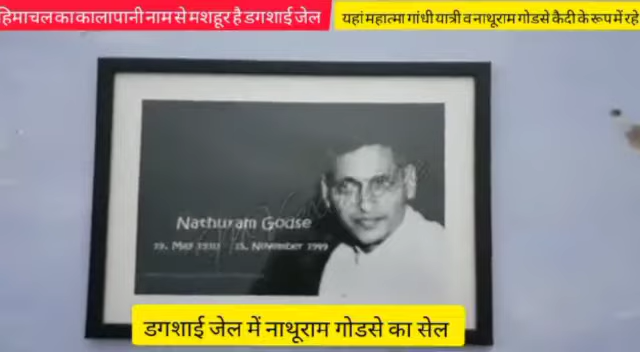 हिमाचल का कालापानी नाम से मशहूर है डगशाई जेल
यहां महात्मा गांधी यात्री व नाथूराम गोडसे कैदी के रूप में रहे
Nathuram Godse
19. May 1910 15. November 1949
डगशाई जेल में नाथूराम गोडसे का सेल